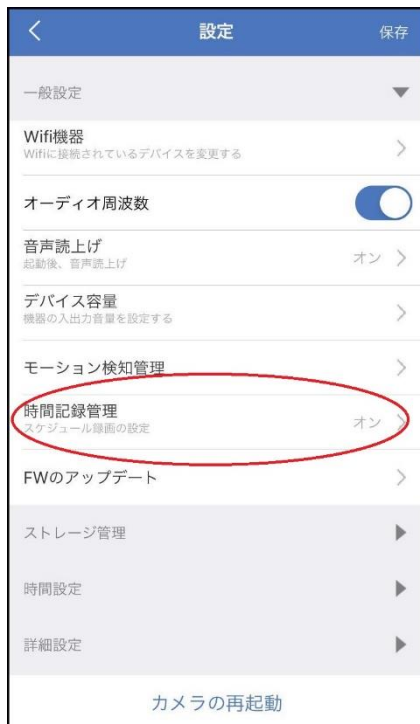 設定
保存
一般設定
Wifi機器
Wifiに接続されているデバイスを変更する
オーディオ周波数
音声読上げ
起動後、音声読上げ
オン
デバイス容量
機器の入出力音量を設定する
モーション検知管理
時間記録管理
スケジュール録画の設定
オン
FWのアップデート
ストレージ管理
時間設定
詳細設定
カメラの再起動